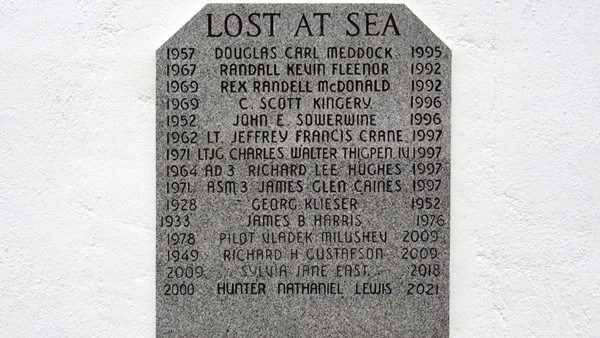 LOST AT SEA
1957 DOUGLAS CARL MEDDOCK 1995
1967 RANDALL KEVIN FLEENOR 1992
1969 REX RANDELL McDONALD 1992
1969 C. SCOTT KINGERY 1996
1952 JOHN E. SOWERWINE 1996
1962 LT. JEFFREY FRANCIS CRANE 1997
1971 LTJG CHARLES WALTER THIGPEN IV 1997
1964 AD 3 RICHARD LEE HUGHES 1997
1971 ASM 3 JAMES GLEN CAINES 1997
1928 GEORG KLIESER 1952
1933 JAMES B HARRIS 1976
1978 PILOT VLADEK MILUSHEV 2009
1949 RICHARD H GUSTAFSON 2009
2009 SYLVIA JANE EAST 2018
2000 HUNTER NATHANIEL LEWIS 2021